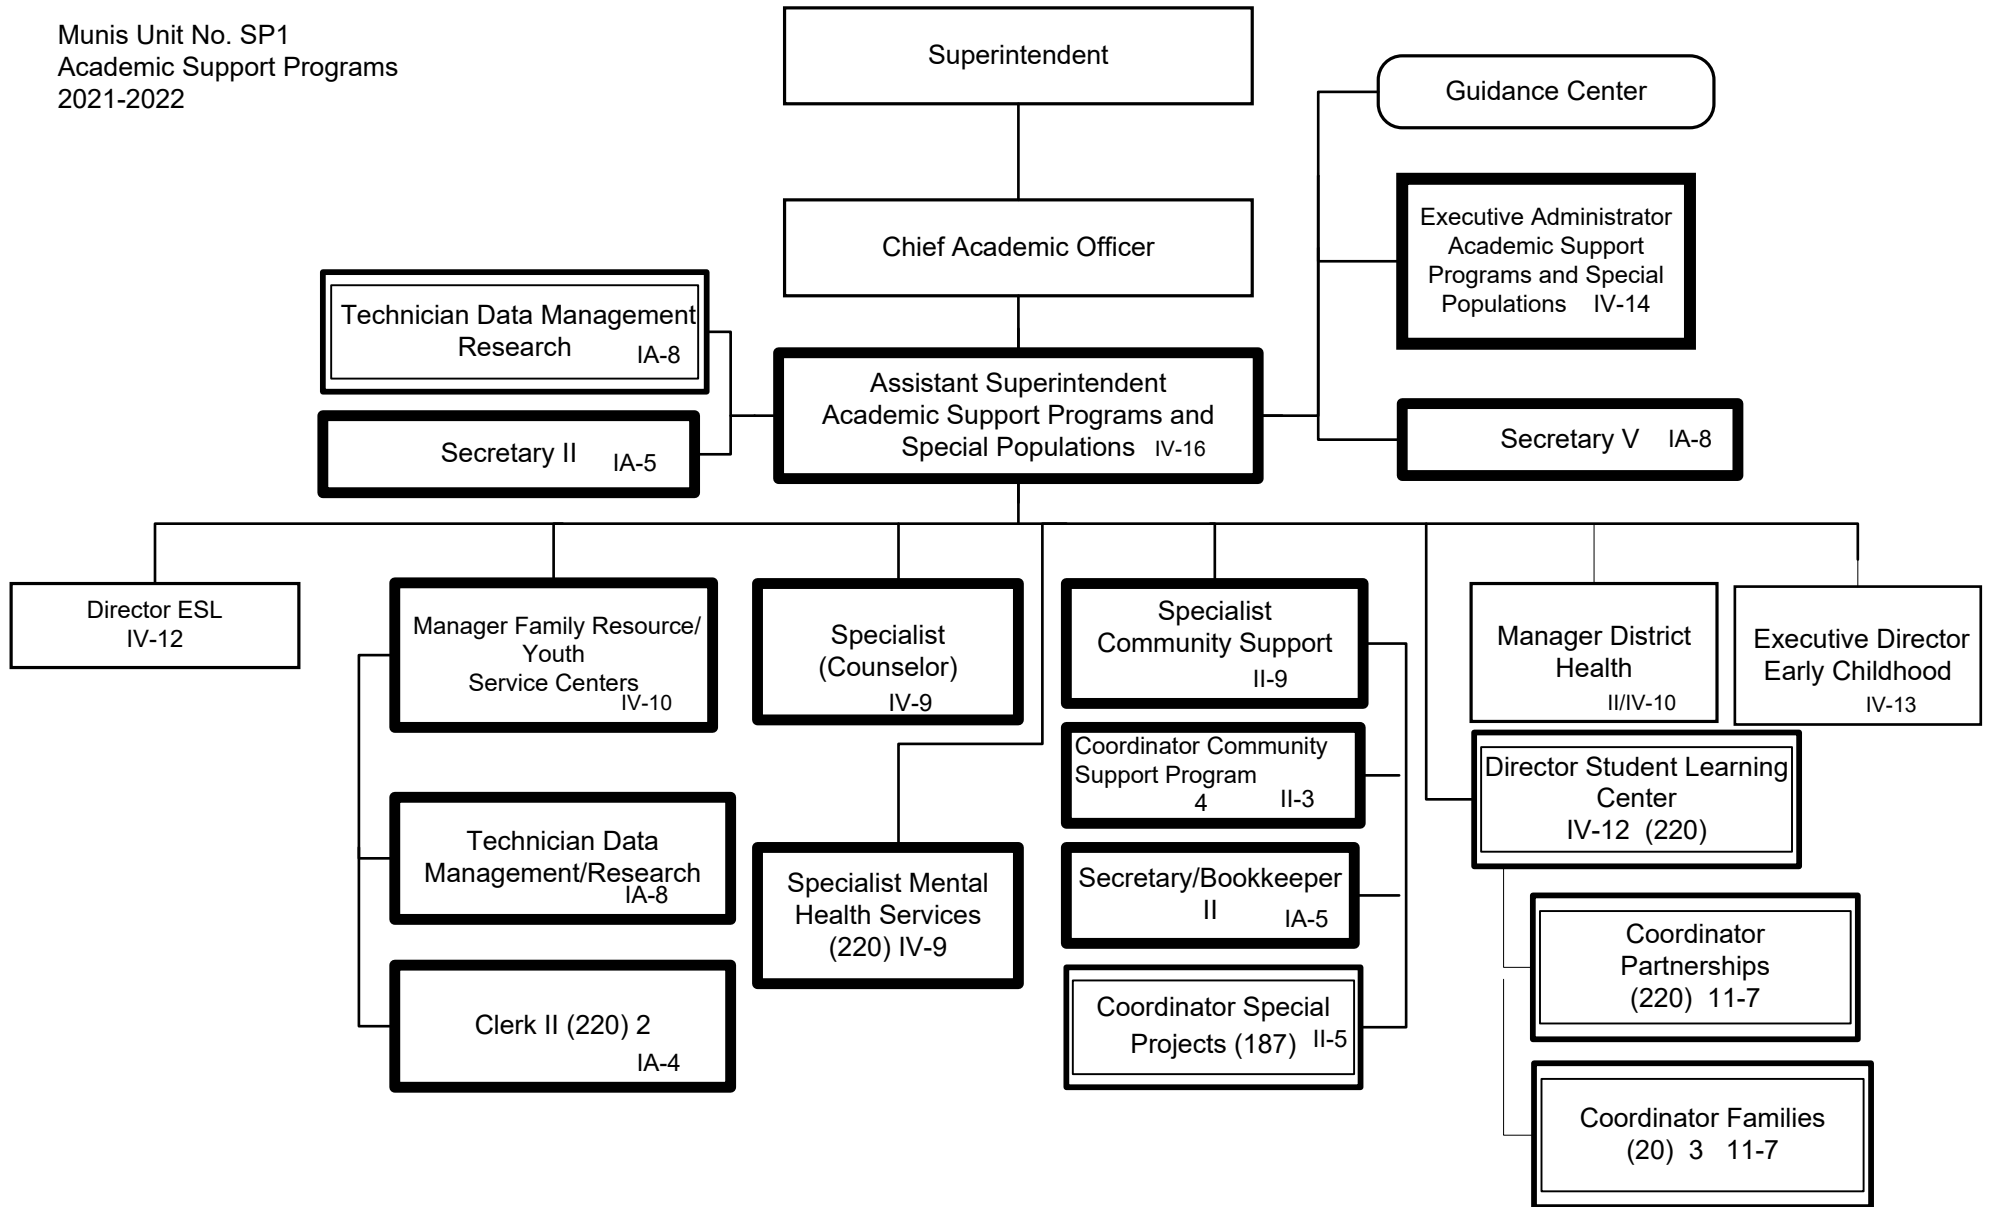 Munis Unit No. SP1
Academic Support Programs
2021-2022
Superintendent
Guidance Center
Executive Administrator
Academic Support
Programs and Special
Populations IV-14
Chief Academic Officer
Technician Data Management
Research IA-8
Assistant Superintendent
Academic Support Programs and
Special Populations IV-16
Secretary II IA-5
Secretary V IA-8
Director ESL
IV-12
Manager Family Resource/
Youth
Service Centers
IV-10
Specialist
(Counselor)
IV-9
Specialist
Community Support
II-9
Manager District
Health
II/IV-10
Executive Director
Early Childhood
IV-13
Coordinator Community
Support Program
4 II-3
Director Student Learning
Center
IV-12 (220)
Technician Data
Management/Research
IA-8
Specialist Mental
Health Services
(220) IV-9
Secretary/Bookkeeper
II IA-5
Coordinator
Partnerships
(220) 11-7
Clerk II (220) 2
IA-4
Coordinator Special
Projects (187) II-5
Coordinator Families
(20) 3 11-7